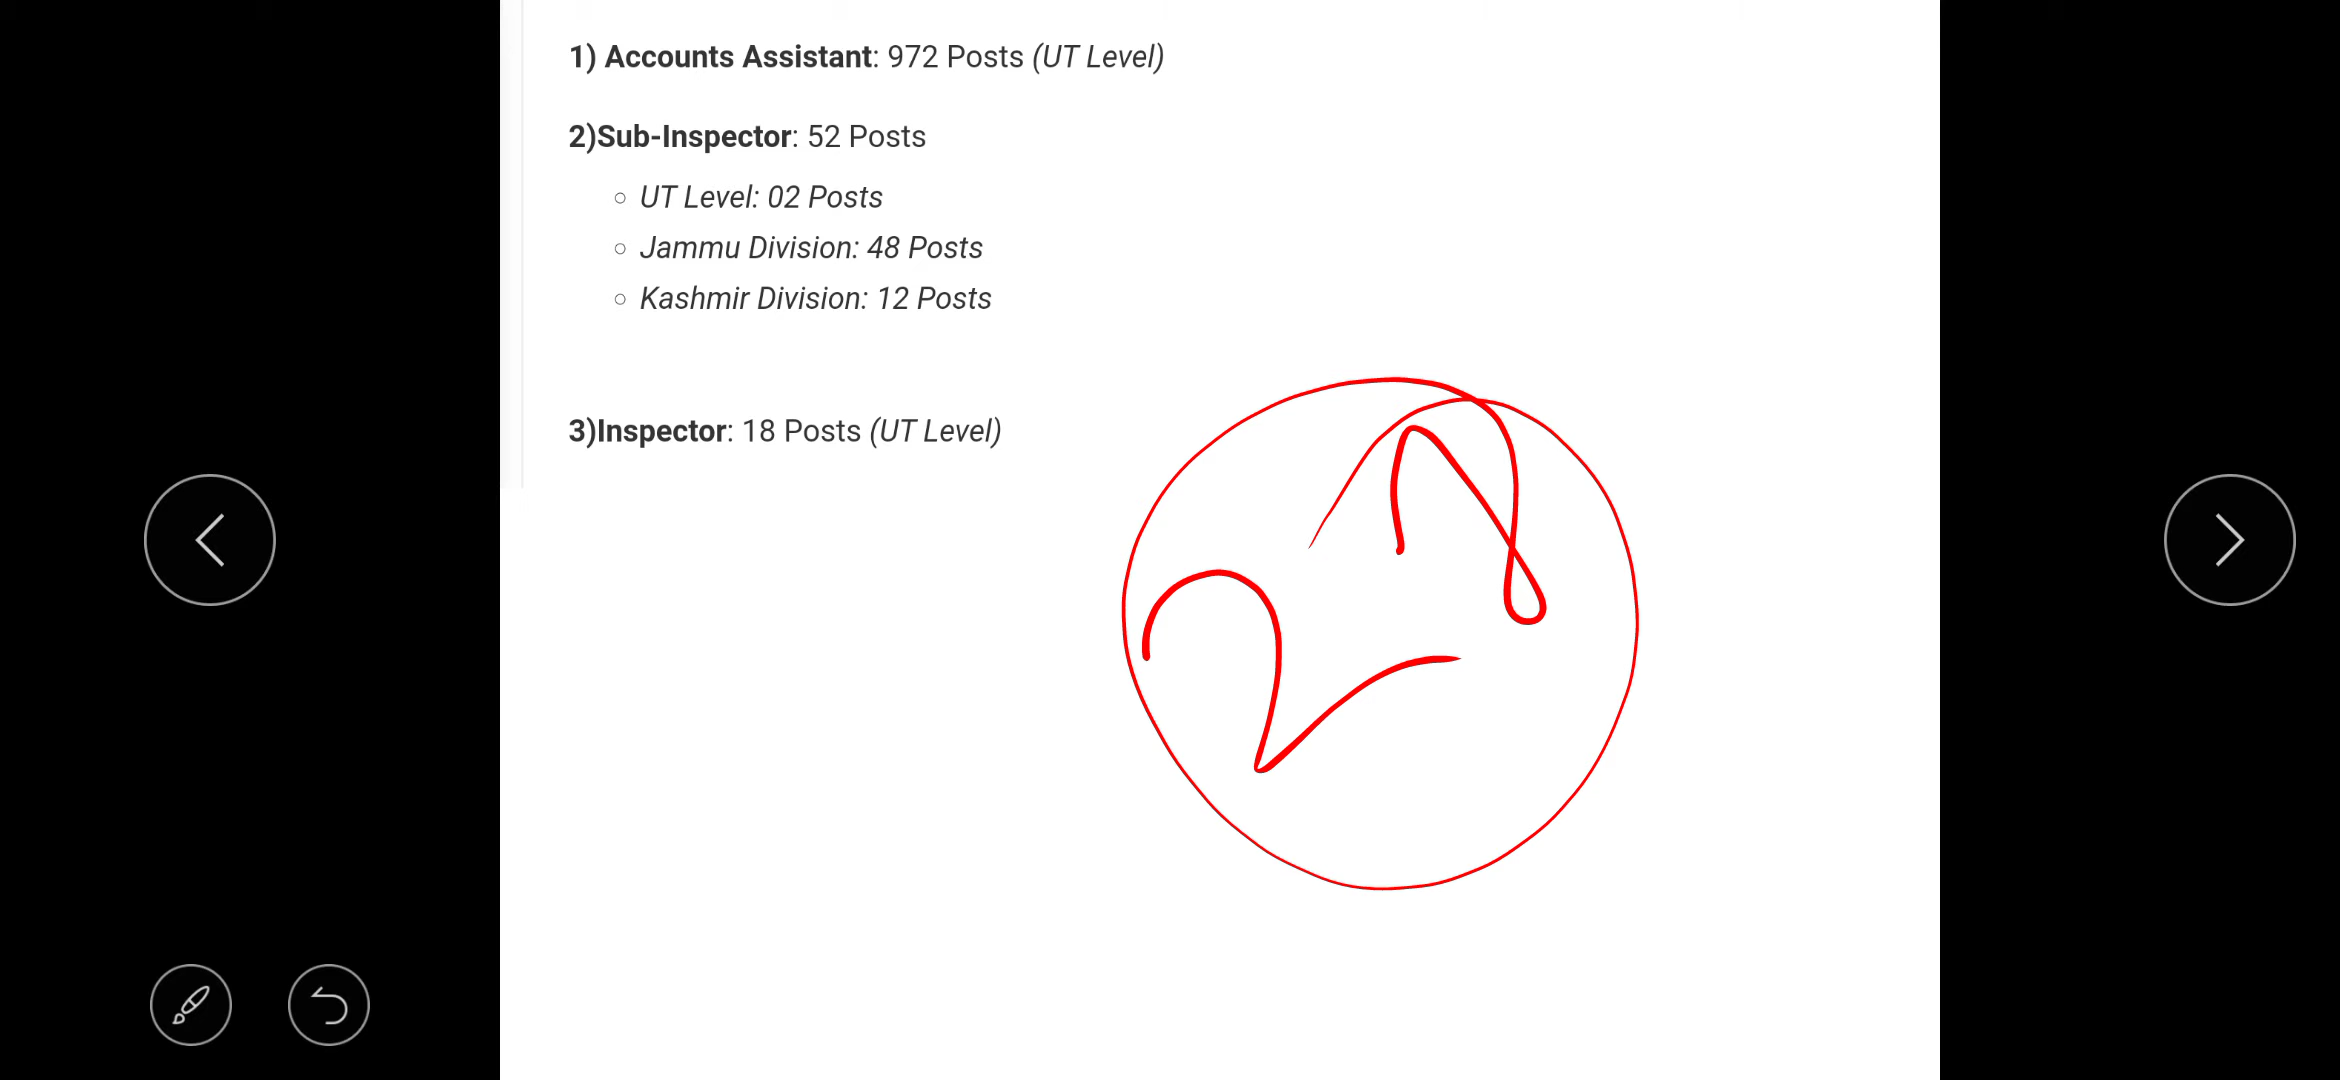 1) Accounts Assistant: 972 Posts (UT Level)
2)Sub-Inspector: 52 Posts
UT Level: 02 Posts
Jammu Division: 48 Posts
Kashmir Division: 12 Posts
3)Inspector: 18 Posts (UT Level)